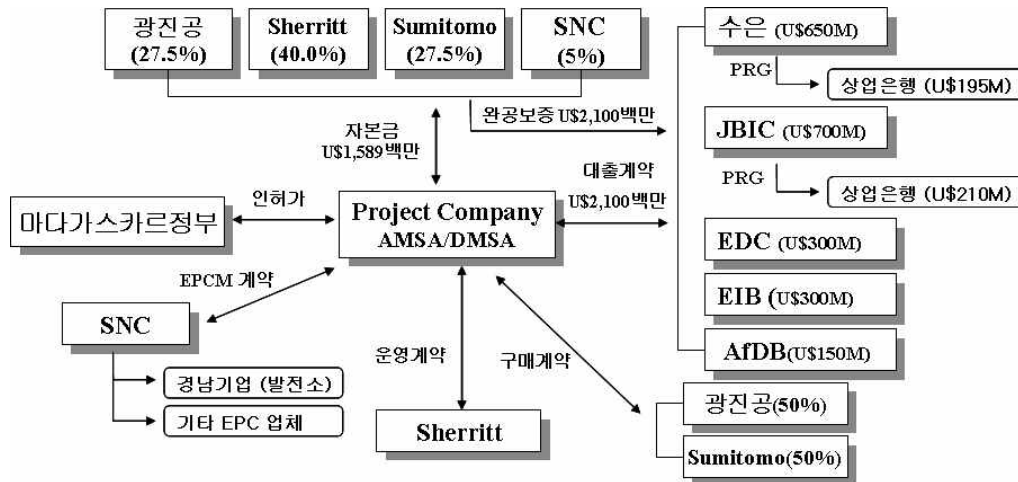 광진공
(27.5%)
Sherritt
(40.0%)
Sumitomo
(27.5%)
SNC
(5%)
수은 (U$650M)
PRG
상업은행 (U$195M)
완공보증 U$2,100백만
JBIC (U$700M)
PRG
상업은행 (U$210M)
자본금
U$1,589백만
대출계약
U$2,100백만
인허가
마다가스카르정부
Project Company
AMSA/DMSA
EDC (U$300M)
EIB (U$300M)
AfDB(U$150M)
EPCM 계약
SNC
경남기업 (발전소)
기타 EPC 업체
운영계약
Sherritt
구매계약
광진공(50%)
Sumitomo(50%)